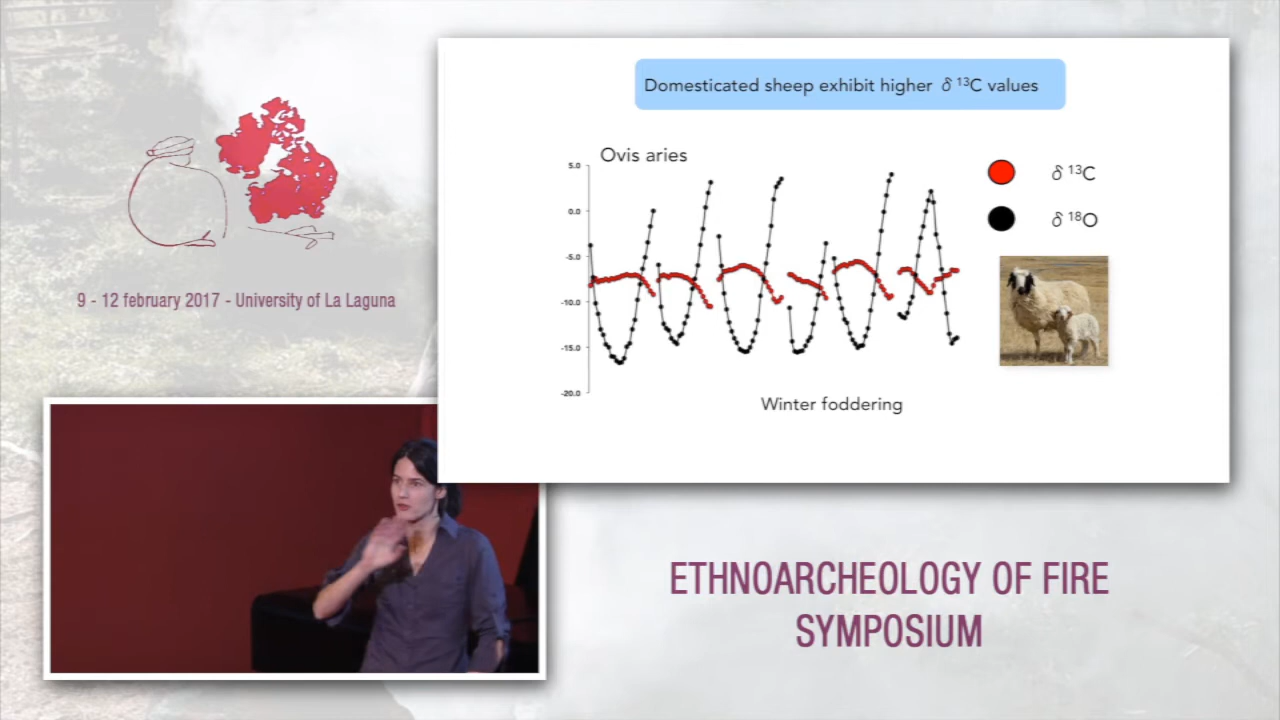 Domesticated sheep exhibit higher δ ¹³C values
Ovis aries
5.0
0.0
-5.0
-10.0
-15.0
-20.0
δ ¹³C
δ ¹⁸O
Winter foddering
9 - 12 february 2017 - University of La Laguna
ETHNOARCHEOLOGY OF FIRE
SYMPOSIUM